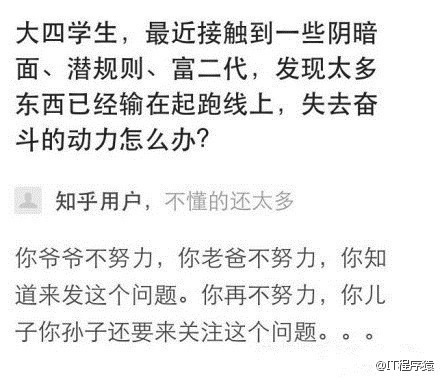 大四学生，最近接触到一些阴暗
面、潜规则、富二代，发现太多
东西已经输在起跑线上，失去奋
斗的动力怎么办?
知乎用户，不懂的还太多
你爷爷不努力，你老爸不努力，你知
道来发这个问题。你再不努力，你儿
子你孙子还要来关注这个问题。。。
@IT程序猿